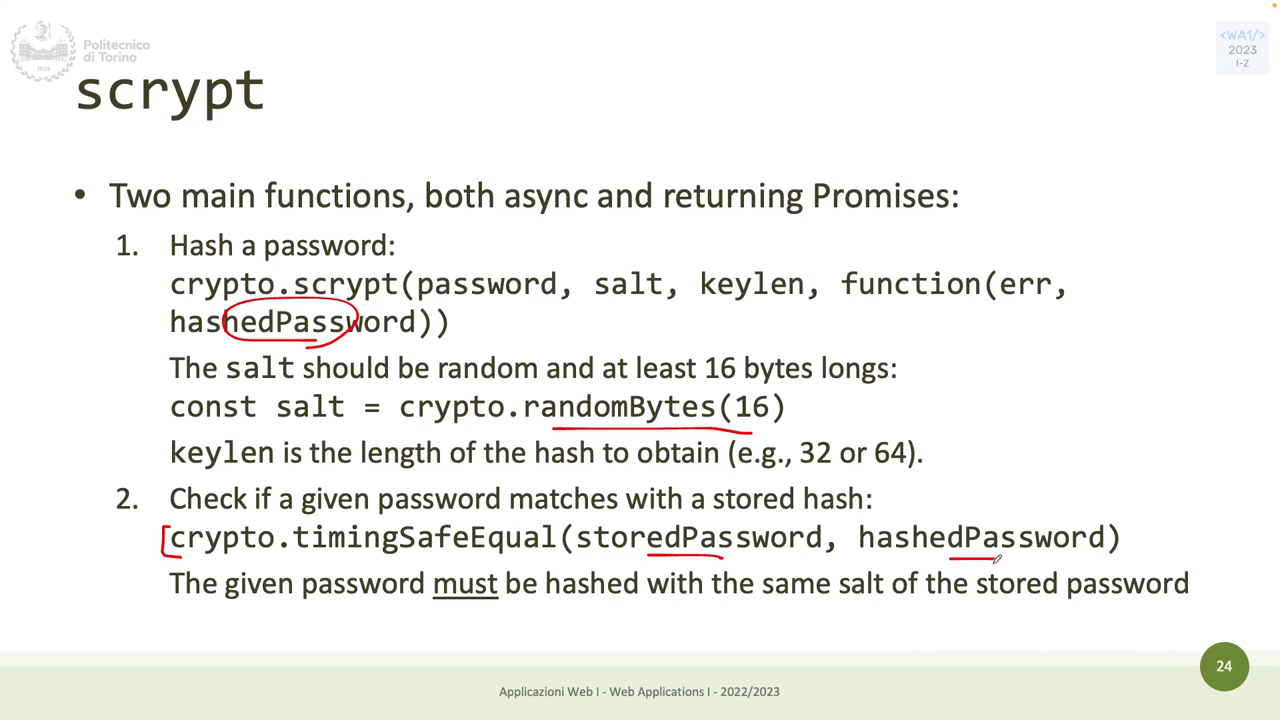 Politecnico
di Torino
<WA1/>
2023
I-Z
scrypt
• Two main functions, both async and returning Promises:
1. Hash a password:
crypto.scrypt(password, salt, keylen, function(err,
hashedPassword))
The salt should be random and at least 16 bytes longs:
const salt = crypto.randomBytes(16)
keylen is the length of the hash to obtain (e.g., 32 or 64).
2. Check if a given password matches with a stored hash:
crypto.timingSafeEqual(storedPassword, hashedPassword)
The given password must be hashed with the same salt of the stored password
24
Applicazioni Web I - Web Applications I - 2022/2023